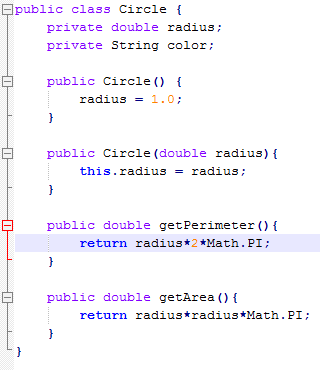 public class Circle {
    private double radius;
    private String color;

    public Circle() {
        radius = 1.0;
    }

    public Circle(double radius){
        this.radius = radius;
    }

    public double getPerimeter(){
        return radius*2*Math.PI;
    }

    public double getArea(){
        return radius*radius*Math.PI;
    }
}